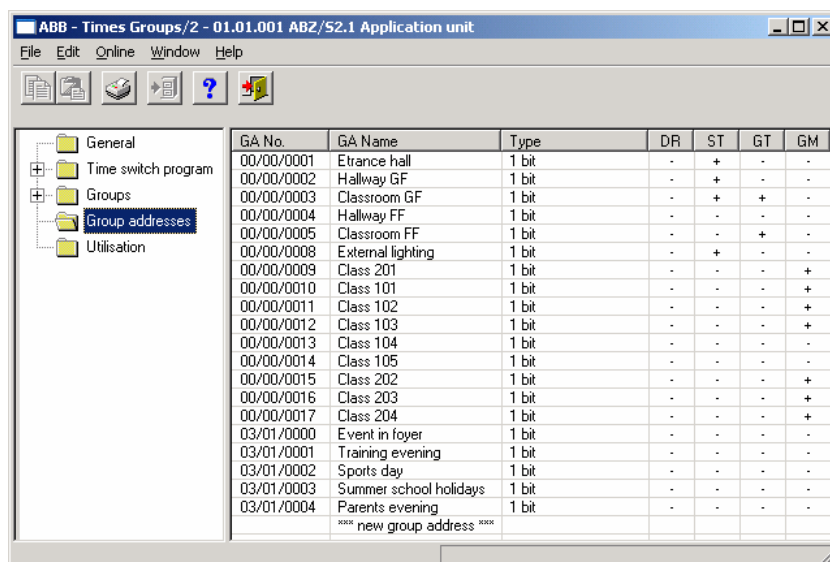 ABB - Times Groups/2 - 01.01.001 ABZ/S2.1 Application unit
File Edit Online Window Help
General
Time switch program
Groups
Group addresses
Utilisation
GA No. GA Name Type DR ST GT GM
00/00/0001 Etrance hall 1 bit - + - -
00/00/0002 Hallway GF 1 bit - + - -
00/00/0003 Classroom GF 1 bit - + + -
00/00/0004 Hallway FF 1 bit - - - -
00/00/0005 Classroom FF 1 bit - - + -
00/00/0008 External lighting 1 bit - + - -
00/00/0009 Class 201 1 bit - - - +
00/00/0010 Class 101 1 bit - - - +
00/00/0011 Class 102 1 bit - - - +
00/00/0012 Class 103 1 bit - - - +
00/00/0013 Class 104 1 bit - - - -
00/00/0014 Class 105 1 bit - - - -
00/00/0015 Class 202 1 bit - - - +
00/00/0016 Class 203 1 bit - - - +
00/00/0017 Class 204 1 bit - - - +
03/01/0000 Event in foyer 1 bit - - - -
03/01/0001 Training evening 1 bit - - - -
03/01/0002 Sports day 1 bit - - - -
03/01/0003 Summer school holidays 1 bit - - - -
03/01/0004 Parents evening 1 bit - - - -
*** new group address ***